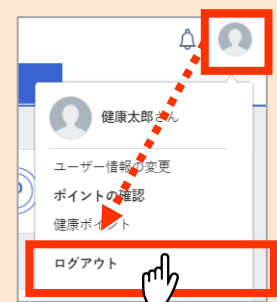 健康太郎さん
ユーザー情報の変更
ポイントの確認
健康ポイント
ログアウト